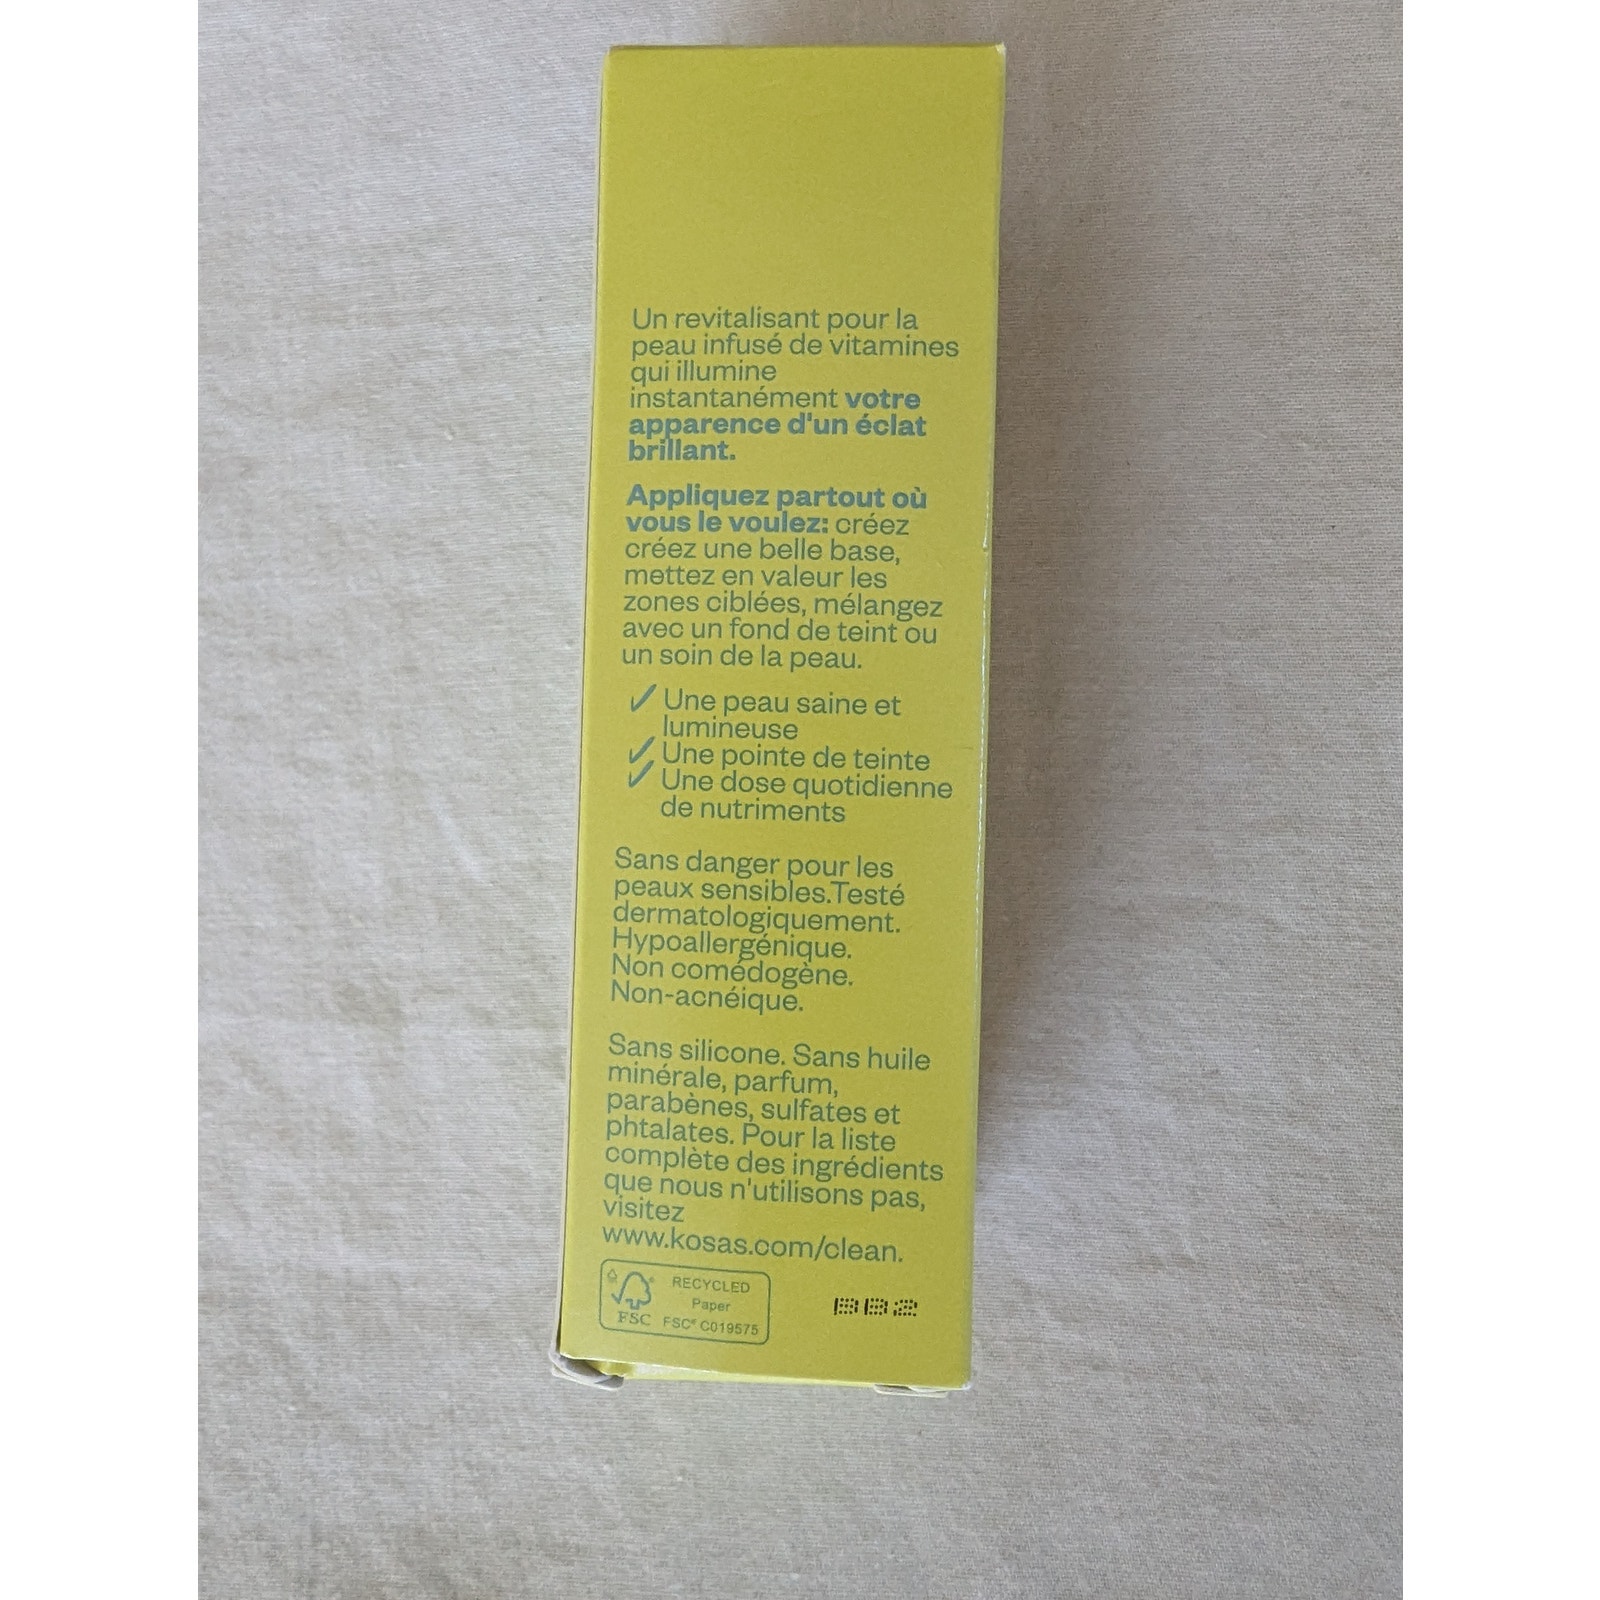 Un revitalisant pour la
peau infusé de vitamines
qui illumine
instantanément votre
apparence d'un éclat
brillant.
Appliquez partout où
vous le voulez: créez
créez une belle base,
mettez en valeur les
zones ciblées, mélangez
avec un fond de teint ou
un soin de la peau.
✓ Une peau saine et
lumineuse
✓ Une pointe de teinte
✓ Une dose quotidienne
de nutriments
Sans danger pour les
peaux sensibles.Testé
dermatologiquement.
Hypoallergénique.
Non comédogène.
Non-acnéique.
Sans silicone. Sans huile
minérale, parfum,
parabènes, sulfates et
phtalates. Pour la liste
complète des ingrédients
que nous n'utilisons pas,
visitez
www.kosas.com/clean.
RECYCLED
Paper
FSC FSC® C019575